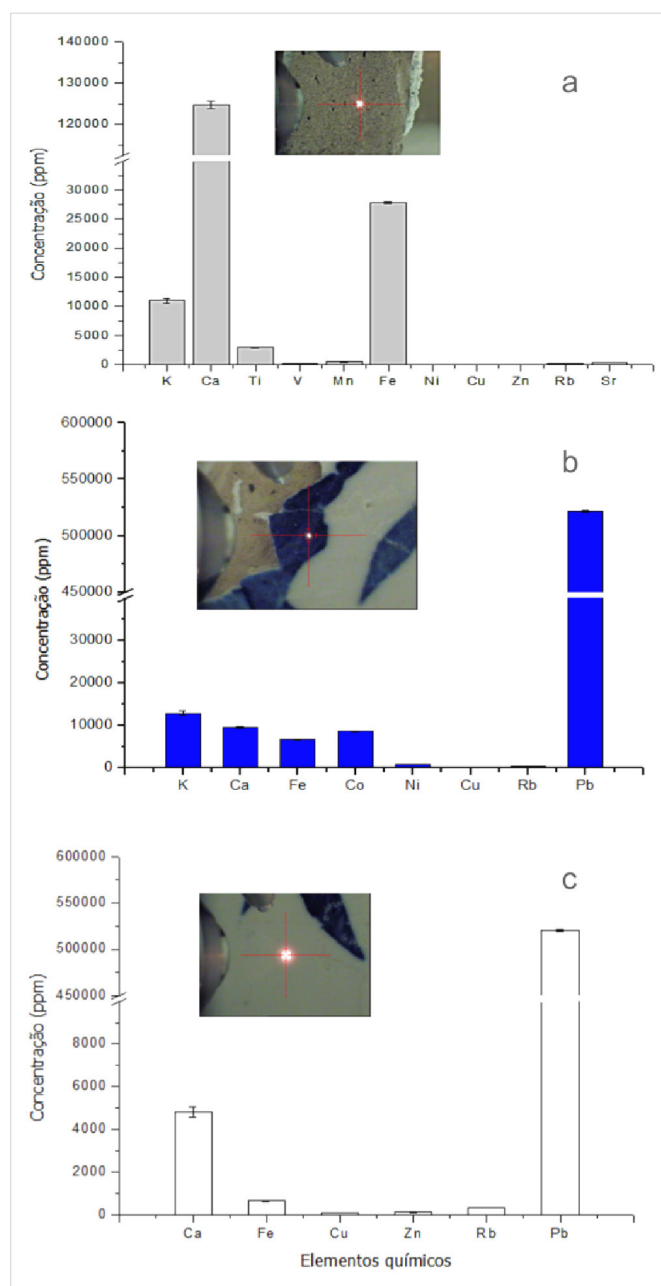 a
140000
135000
130000
125000
120000
30000
25000
20000
15000
10000
5000
0
Concentração (ppm)
K Ca Ti V Mn Fe Ni Cu Zn Rb Sr
b
600000
550000
500000
450000
30000
20000
10000
0
Concentração (ppm)
K Ca Fe Co Ni Cu Rb Pb
c
600000
550000
500000
450000
8000
6000
4000
2000
0
Concentração (ppm)
Ca Fe Cu Zn Rb Pb
Elementos químicos